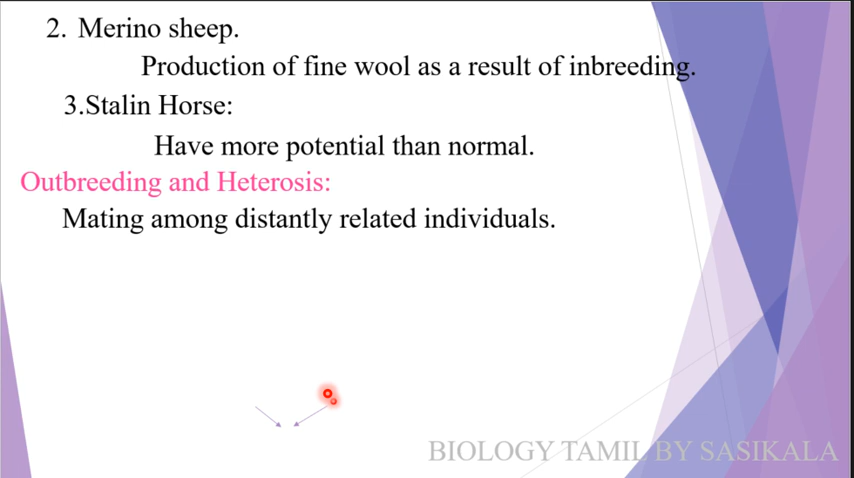 2. Merino sheep.
Production of fine wool as a result of inbreeding.
3.Stalin Horse:
Have more potential than normal.
Outbreeding and Heterosis:
Mating among distantly related individuals.
BIOLOGY TAMIL BY SASIKALA